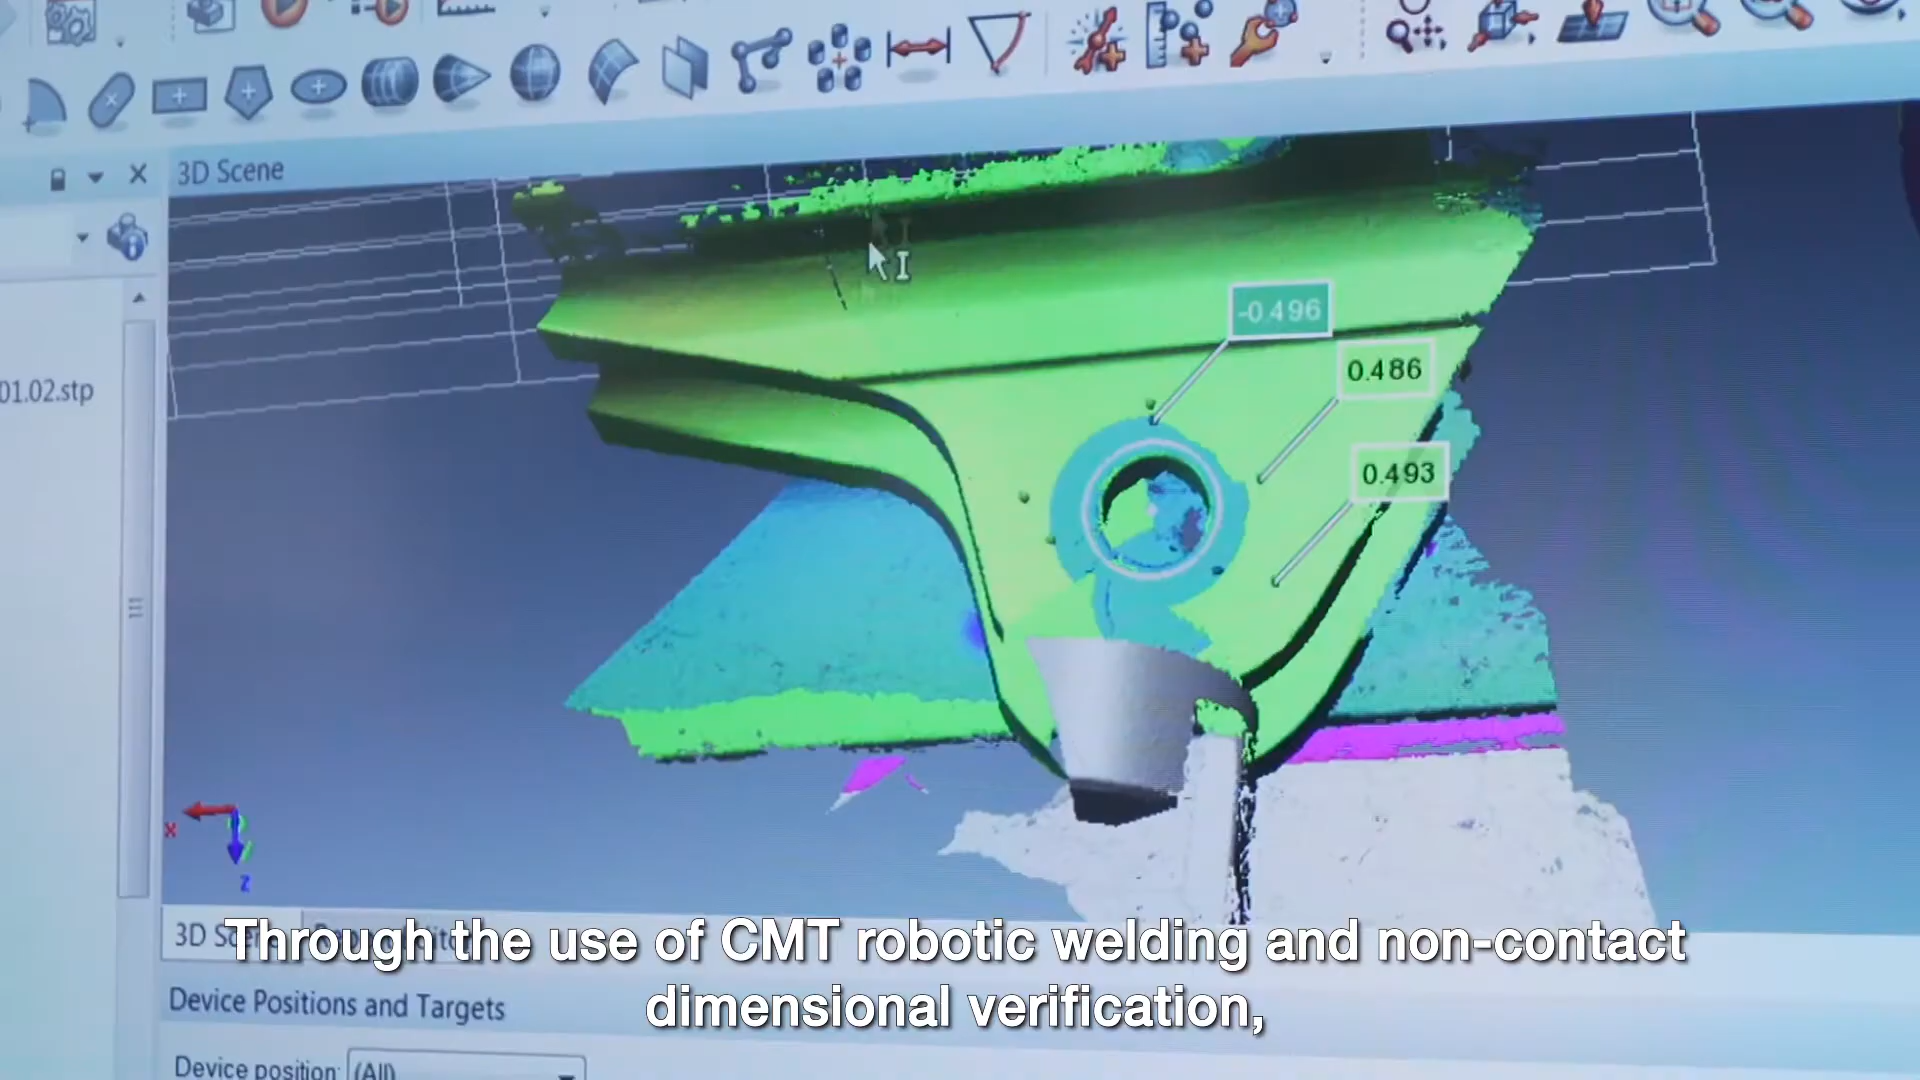 3D Scene
01.02.stp
-0.496
0.486
0.493
x
z
3D
Through the use of CMT robotic welding and non-contact
dimensional verification,
Device Positions and Targets
Device position: (All)